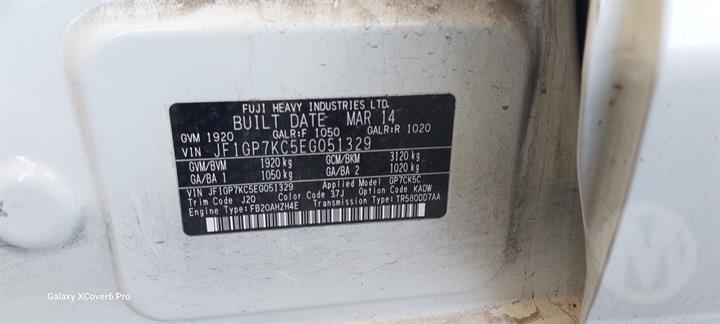 FUJI HEAVY INDUSTRIES LTD.
BUILT DATE MAR 14
GVM 1920 GALR:F 1050 GALR:R 1020
VIN JF1GP7KC5EG051329
GVM/BVM 1920 kg GCM/BKM 3120 kg
GA/BA 1 1050 kg GA/BA 2 1020 kg
VIN JF1GP7KC5EG051329 Applied Model GP7CK5C
Trim Code J20 Color Code 37J Option Code KADW
Engine Type: FB20AHZH4E Transmission Type: TR580DD7AA
Galaxy XCover6 Pro